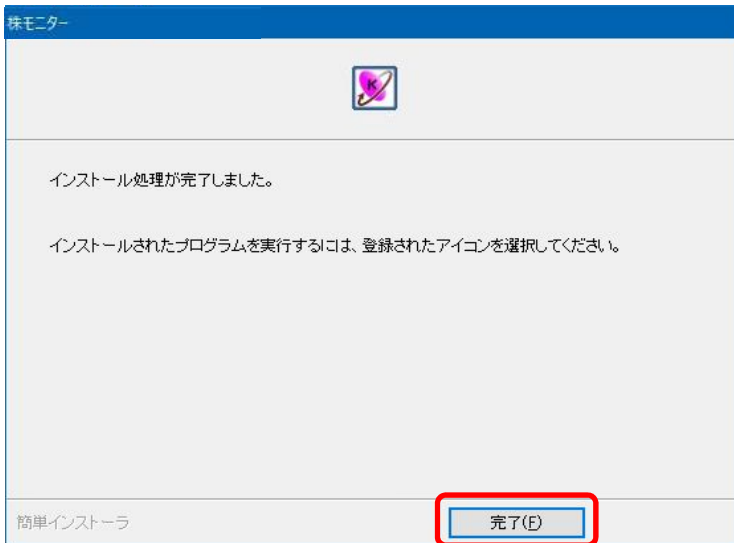 株モニター
K
インストール処理が完了しました。
インストールされたプログラムを実行するには、登録されたアイコンを選択してください。
簡単インストーラ
完了(F)